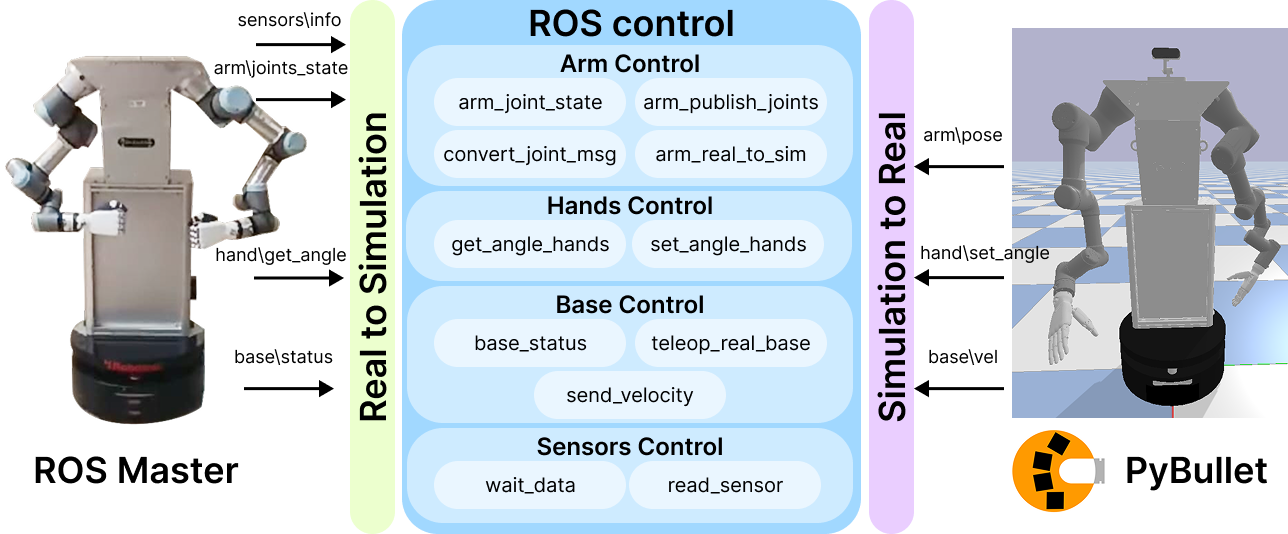 sensors\info
arm\joints_state
hand\get_angle
base\status
ROS Master
Real to Simulation
ROS control
Arm Control
arm_joint_state
arm_publish_joints
convert_joint_msg
arm_real_to_sim
Hands Control
get_angle_hands
set_angle_hands
Base Control
base_status
teleop_real_base
send_velocity
Sensors Control
wait_data
read_sensor
Simulation to Real
arm\pose
hand\set_angle
base\vel
PyBullet